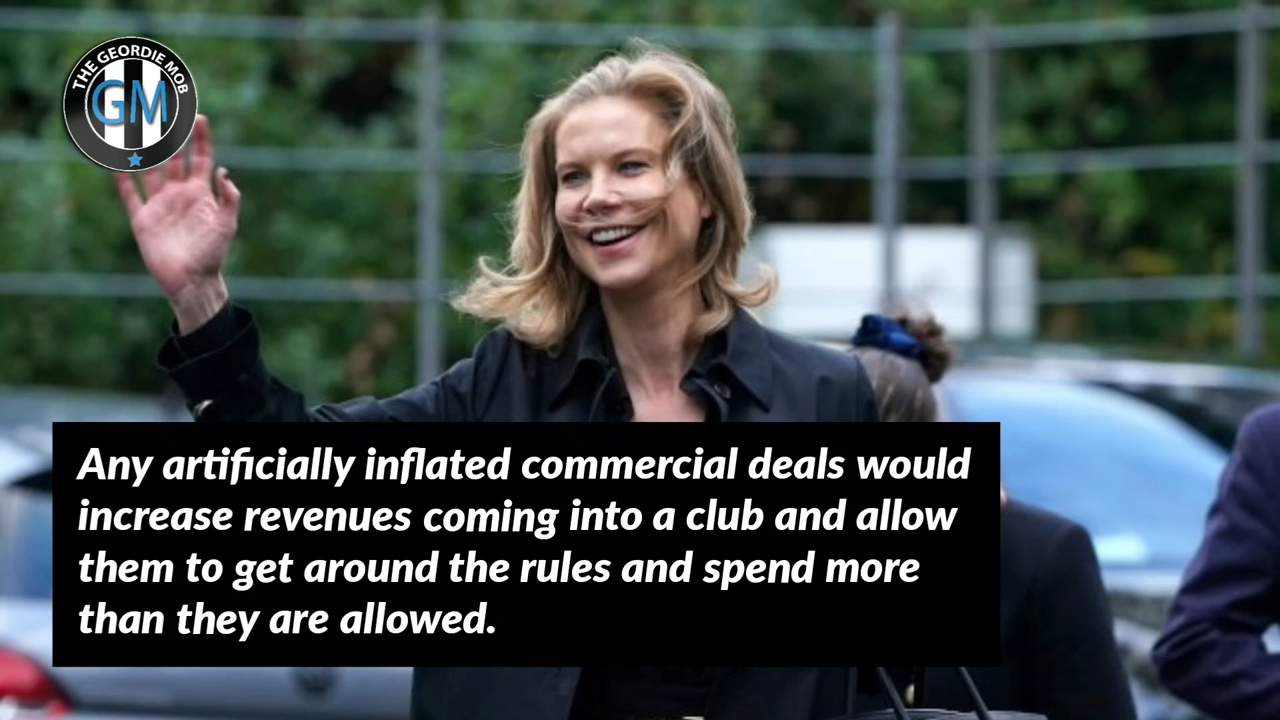 THE GEORDIE MOB
GM
Any artificially inflated commercial deals would
increase revenues coming into a club and allow
them to get around the rules and spend more
than they are allowed.